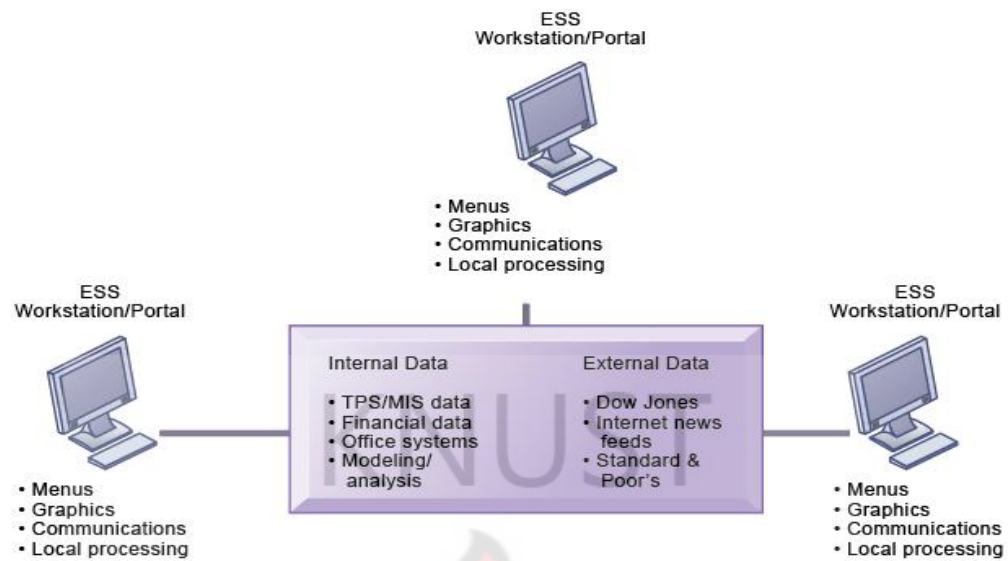 ESS
Workstation/Portal
• Menus
• Graphics
• Communications
• Local processing
ESS
Workstation/Portal
• Menus
• Graphics
• Communications
• Local processing
Internal Data
• TPS/MIS data
• Financial data
• Office systems
• Modeling/
analysis
External Data
• Dow Jones
• Internet news
feeds
• Standard &
Poor's
KNUST
ESS
Workstation/Portal
• Menus
• Graphics
• Communications
• Local processing